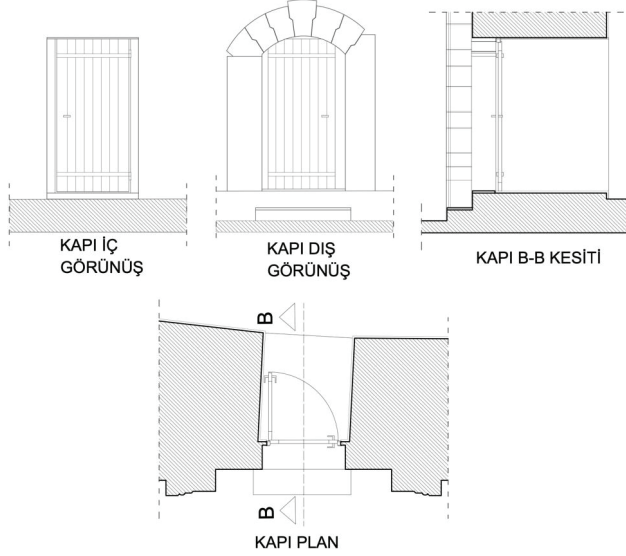 KAPI İÇ
GÖRÜNÜŞ
KAPI DIŞ
GÖRÜNÜŞ
KAPI B-B KESİTİ
B
B
KAPI PLAN